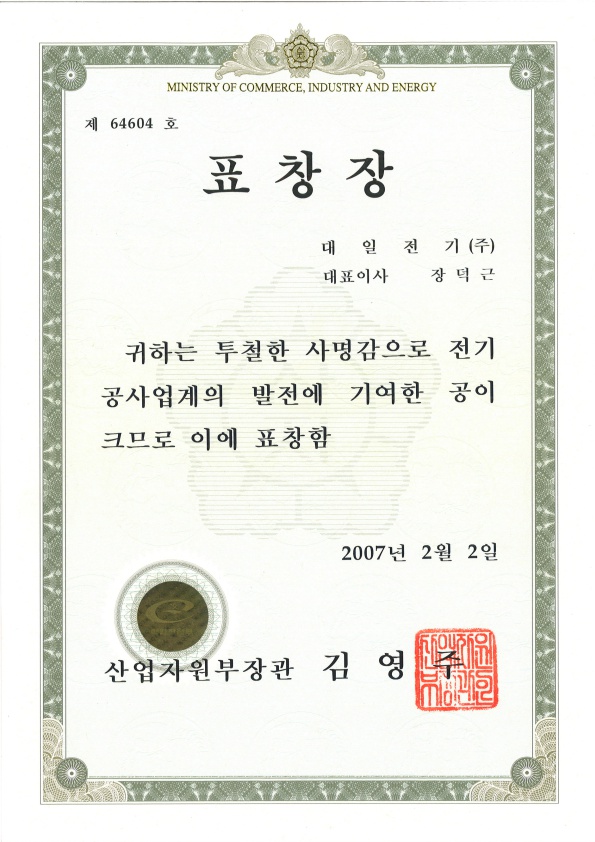 MINISTRY OF COMMERCE, INDUSTRY AND ENERGY
제 64604 호
표 창 장
대 일 전 기 (주)
대표이사 장 덕 근
귀하는 투철한 사명감으로 전기
공사업계의 발전에 기여한 공이
크므로 이에 표창함
2007년 2월 2일
산업자원부장관 김 영 주